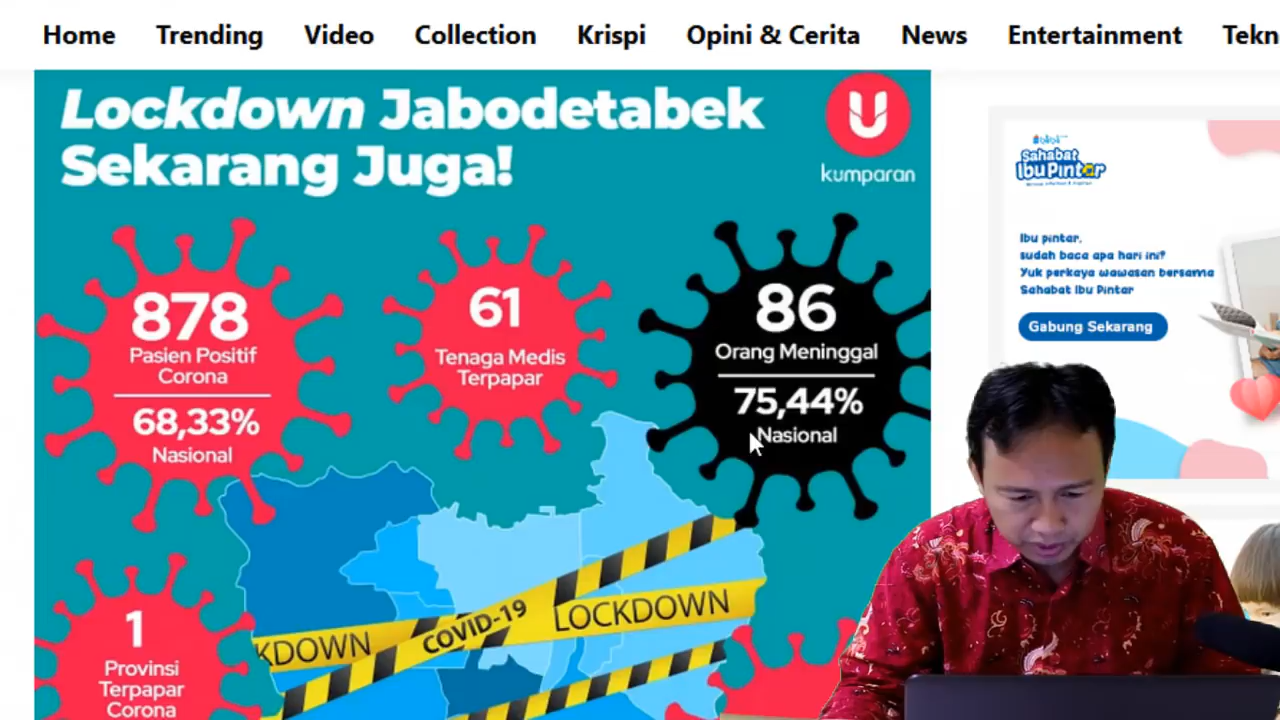 Home Trending Video Collection Krispi Opini & Cerita News Entertainment Tekn
Lockdown Jabodetabek
Sekarang Juga!
kumparan
878
Pasien Positif
Corona
68,33%
Nasional
61
Tenaga Medis
Terpapar
86
Orang Meninggal
75,44%
Nasional
1
Provinsi
Terpapar
Corona
KDOWN
COVID-19
LOCKDOWN
Sahabat
Ibu Pintar
Ibu pintar,
sudah baca apa hari ini?
Yuk perkaya wawasan bersama
Sahabat Ibu Pintar
Gabung Sekarang